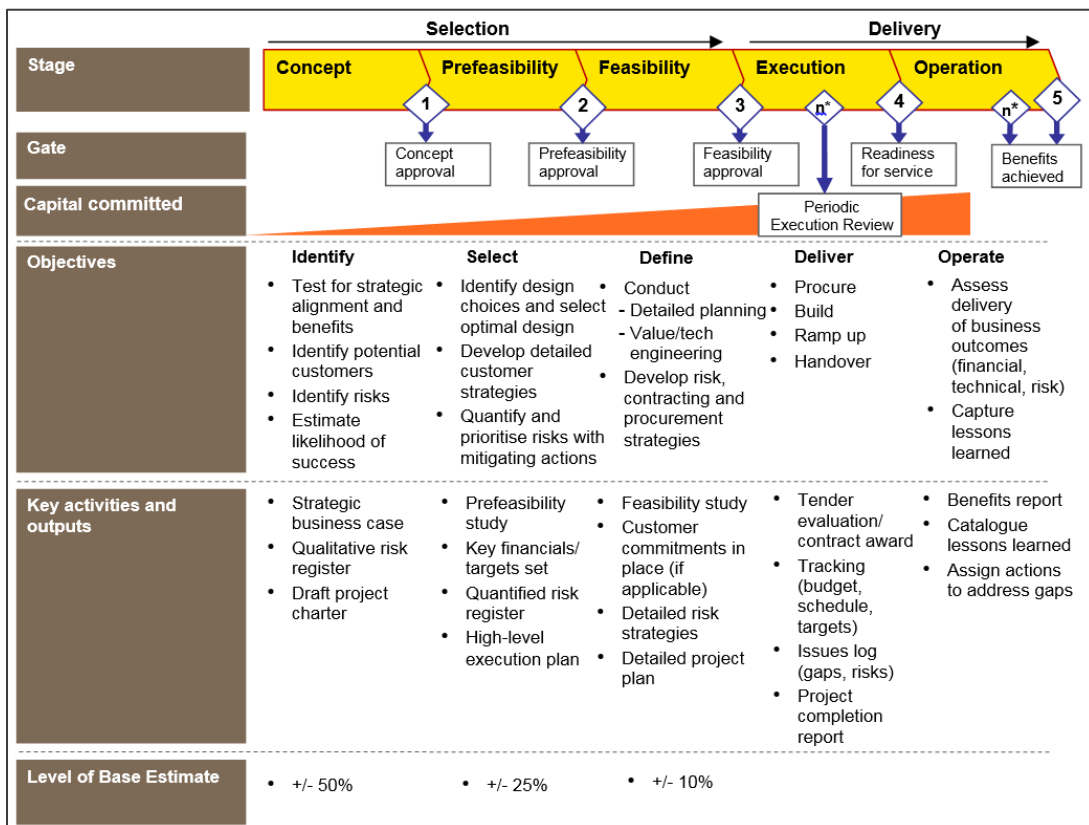 Selection
Delivery
Stage
Concept
Prefeasibility
Feasibility
Execution
Operation
1
2
3
n*
4
n*
5
Gate
Concept
approval
Prefeasibility
approval
Feasibility
approval
Readiness
for service
Benefits
achieved
Capital committed
Periodic
Execution Review
Objectives
Identify
• Test for strategic
alignment and
benefits
• Identify potential
customers
• Identify risks
• Estimate
likelihood of
success
Select
• Identify design
choices and select
optimal design
• Develop detailed
customer
strategies
• Quantify and
prioritise risks with
mitigating actions
Define
• Conduct
- Detailed planning
- Value/tech
engineering
• Develop risk,
contracting and
procurement
strategies
Deliver
• Procure
• Build
• Ramp up
• Handover
Operate
• Assess
delivery
of business
outcomes
(financial,
technical, risk)
• Capture
lessons
learned
Key activities and
outputs
• Strategic
business case
• Qualitative risk
register
• Draft project
charter
• Prefeasibility
study
• Key financials/
targets set
• Quantified risk
register
• High-level
execution plan
• Feasibility study
• Customer
commitments in
place (if
applicable)
• Detailed risk
strategies
• Detailed project
plan
• Tender
evaluation/
contract award
• Tracking
(budget,
schedule,
targets)
• Issues log
(gaps, risks)
• Project
completion
report
• Benefits report
• Catalogue
lessons learned
• Assign actions
to address gaps
Level of Base Estimate
• +/- 50%
• +/- 25%
• +/- 10%